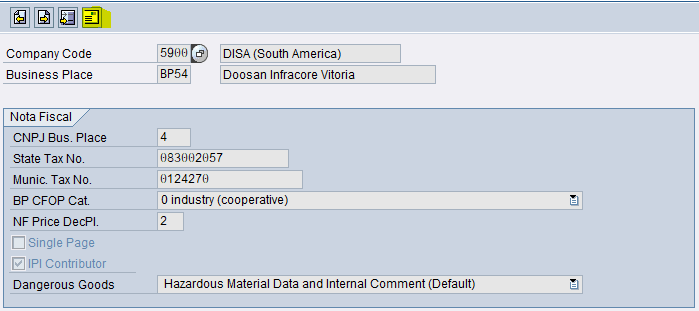 Company Code 5900 DISA (South America)
Business Place BP54 Doosan Infracore Vitoria
Nota Fiscal
CNPJ Bus. Place 4
State Tax No. 083002057
Munic. Tax No. 0124270
BP CFOP Cat. 0 industry (cooperative)
NF Price DecPl. 2
Single Page
IPI Contributor
Dangerous Goods Hazardous Material Data and Internal Comment (Default)